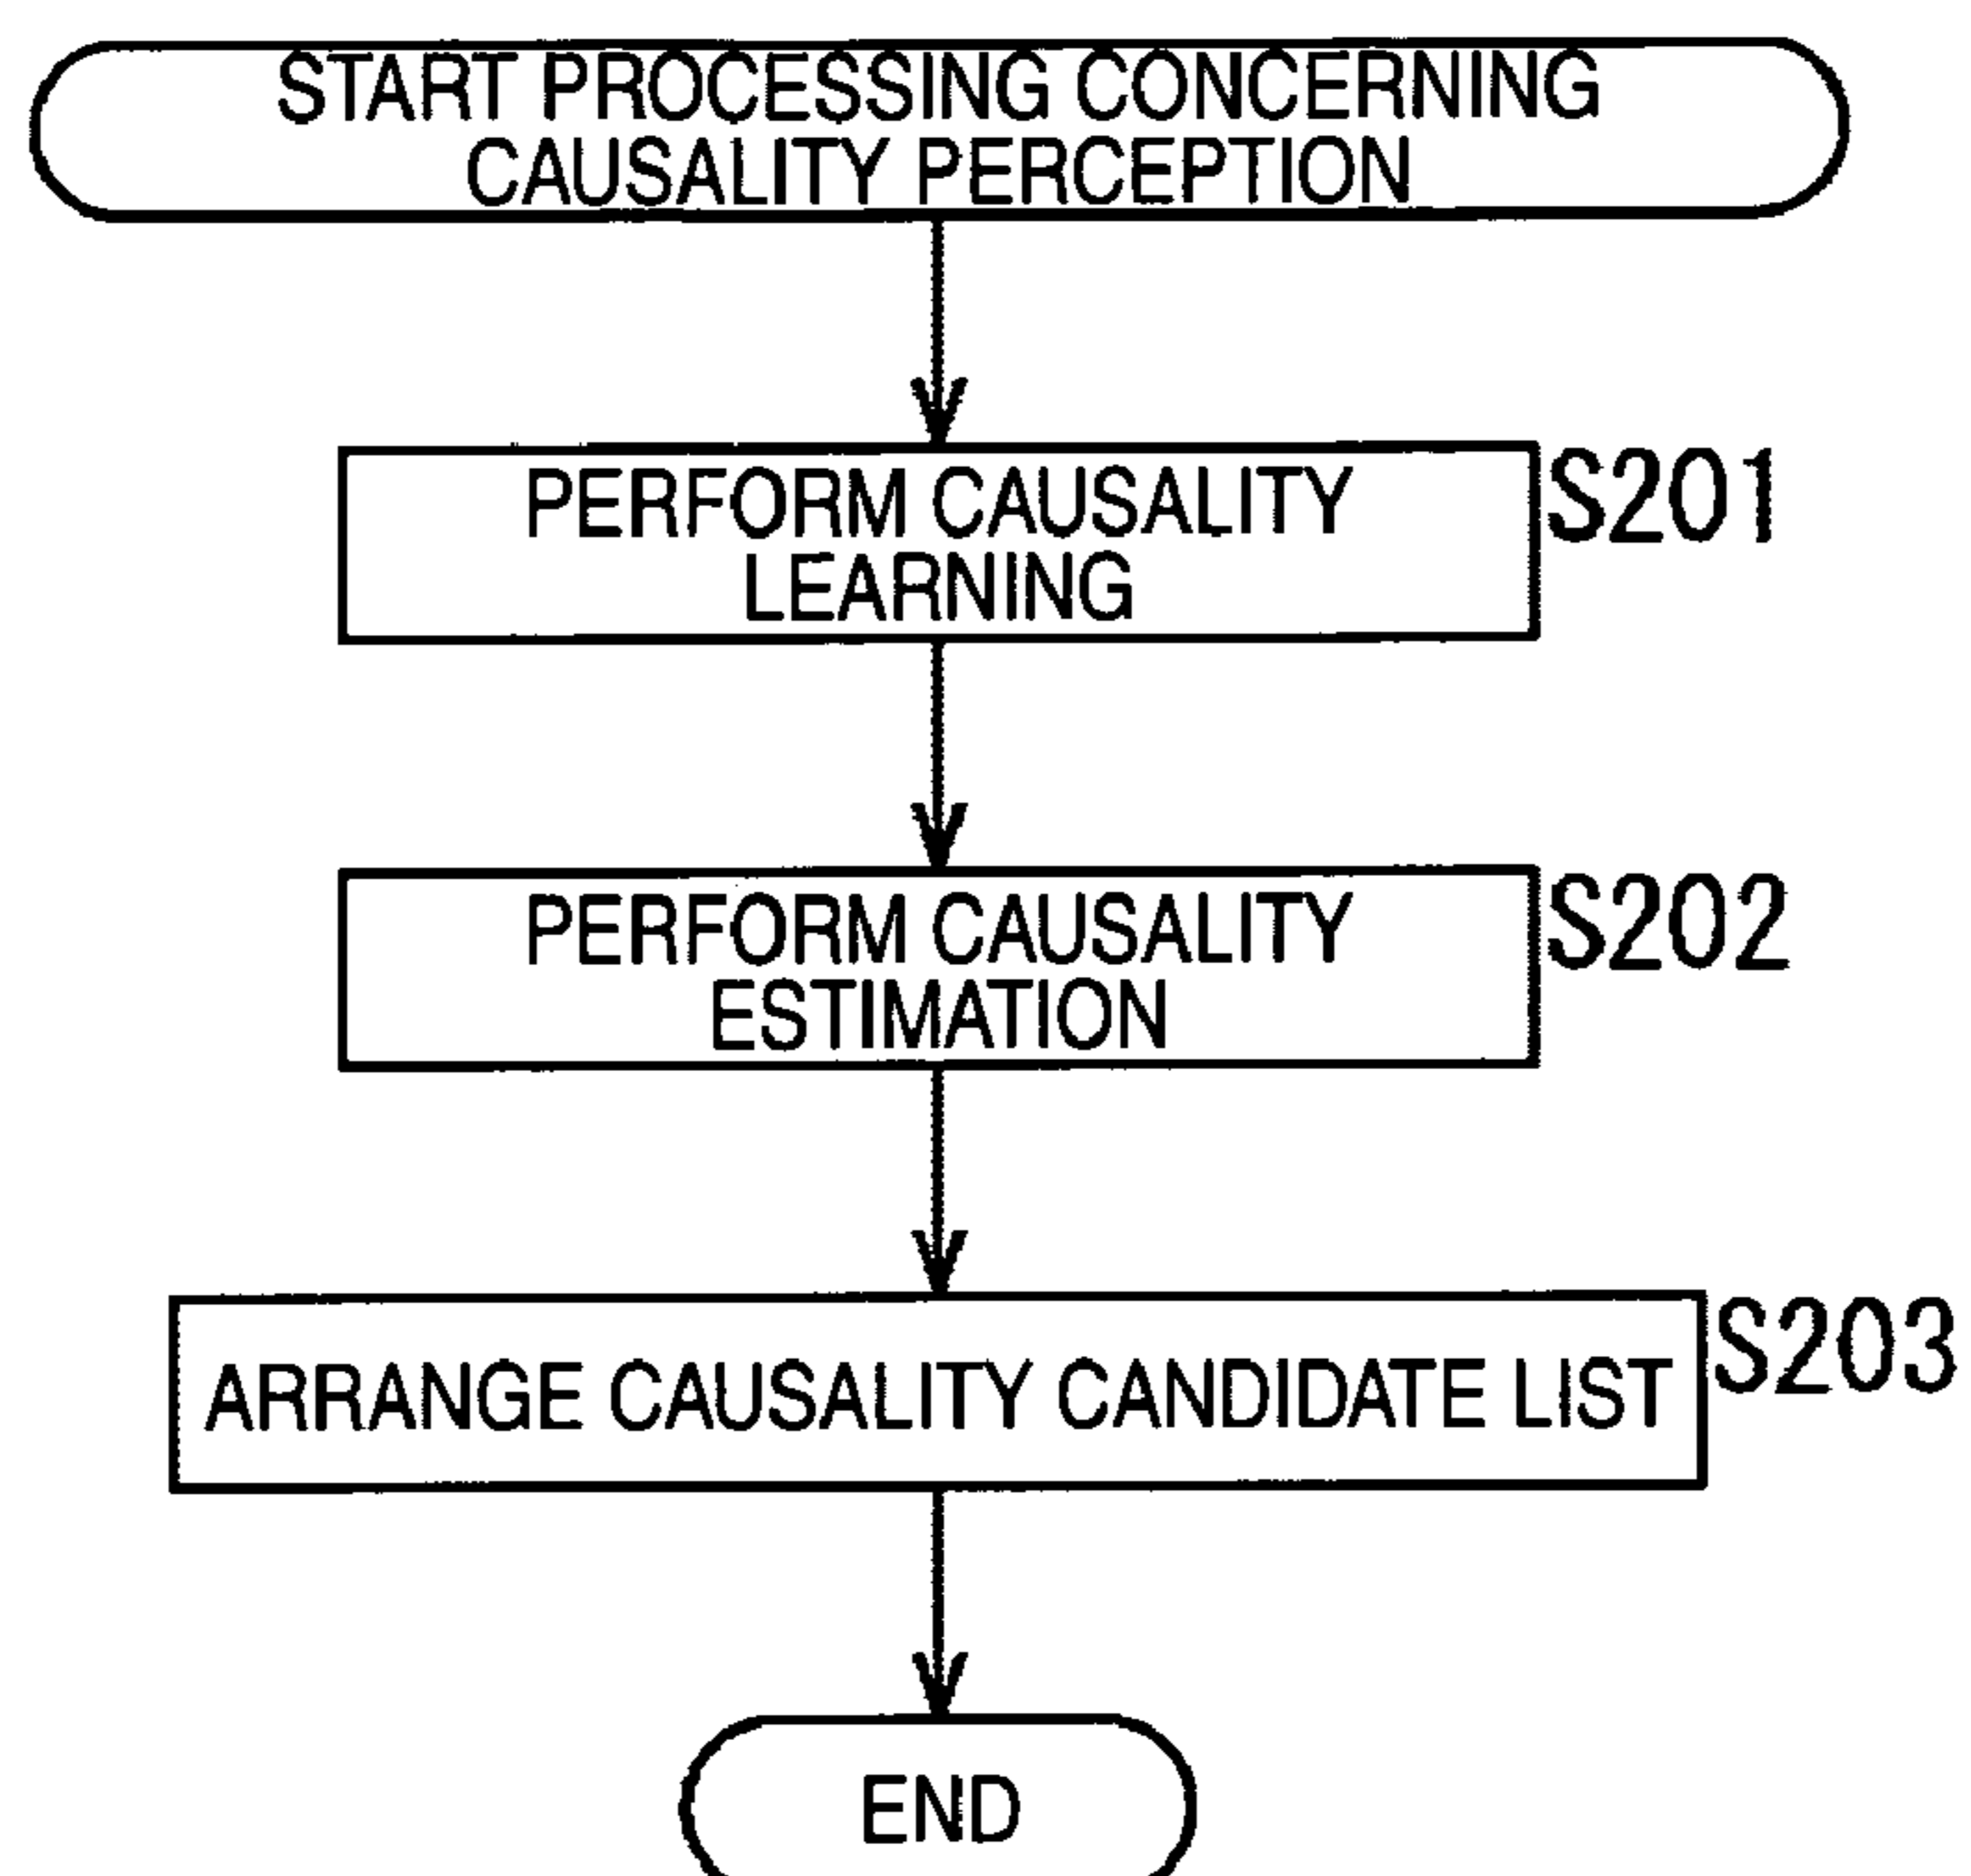 START PROCESSING CONCERNING
CAUSALITY PERCEPTION
PERFORM CAUSALITY
LEARNING
S201
PERFORM CAUSALITY
ESTIMATION
S202
ARRANGE CAUSALITY CANDIDATE LIST
S203
END